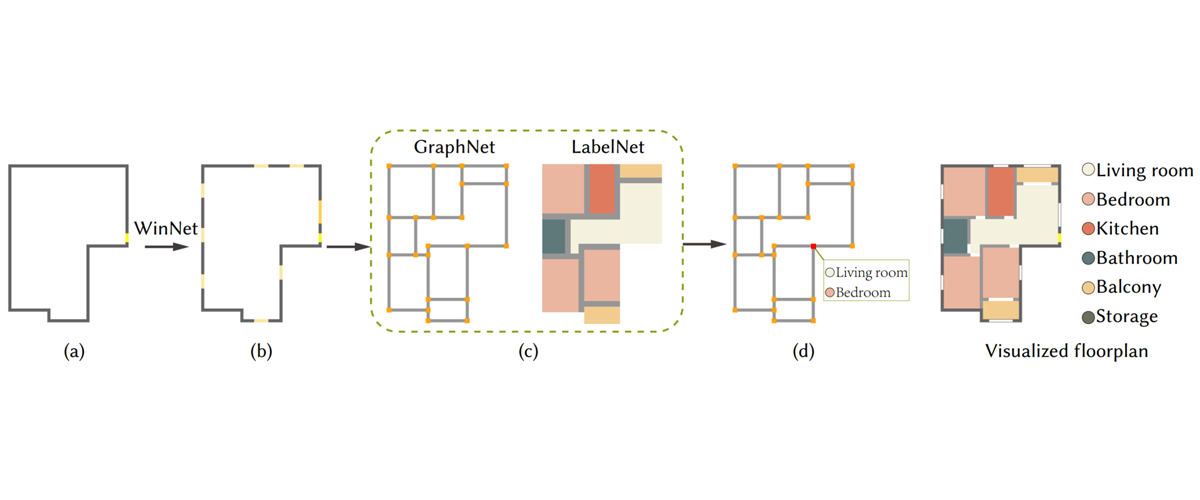 GraphNet
LabelNet
WinNet
Living room
Bedroom
Living room
Bedroom
Kitchen
Bathroom
Balcony
Storage
(a)
(b)
(c)
(d)
Visualized floorplan